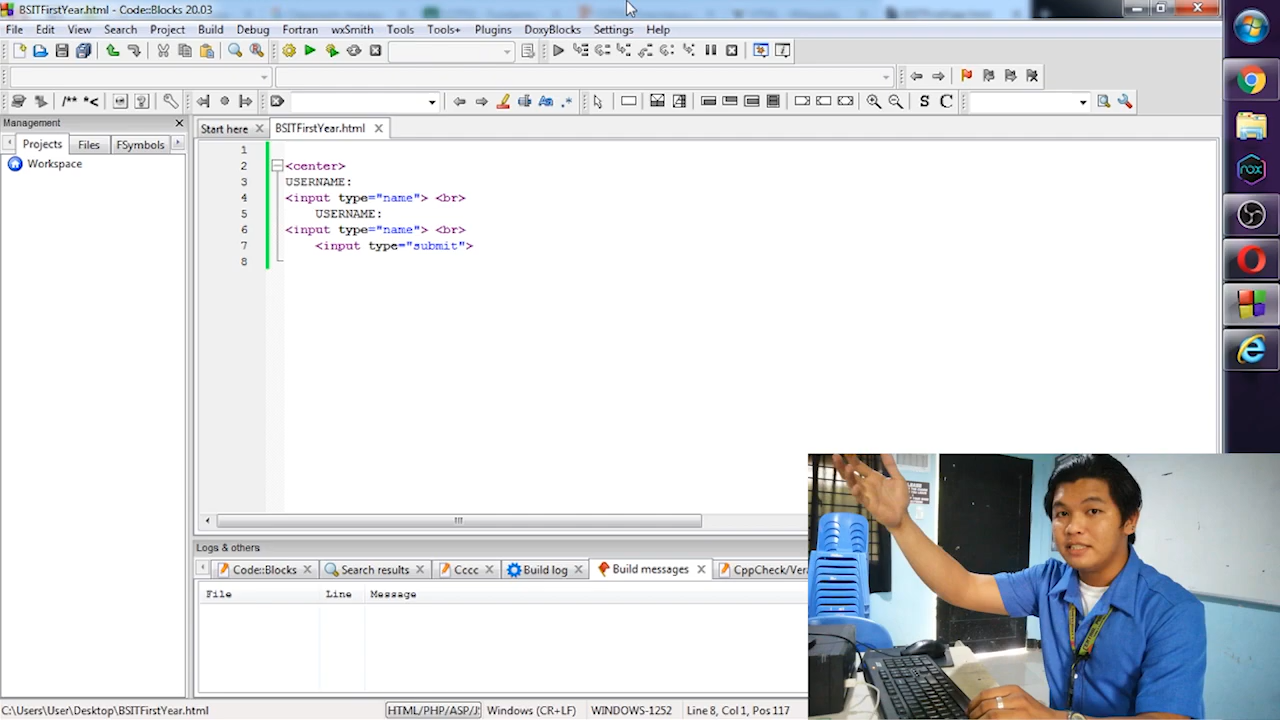 BSITFirstYear.html - Code::Blocks 20.03
File Edit View Search Project Build Debug Fortran wxSmith Tools Tools+ Plugins DoxyBlocks Settings Help
/** *<
Aa .*
S C
Management
Projects Files FSymbols
Workspace
Start here BSITFirstYear.html
1
2 <center>
3 USERNAME:
4 <input type="name"> <br>
5 USERNAME:
6 <input type="name"> <br>
7 <input type="submit">
8
nox
Logs & others
Code::Blocks Search results Cccc Build log Build messages CppCheck/Vera
File Line Message
C:\Users\User\Desktop\BSITFirstYear.html HTML/PHP/ASP/J Windows (CR+LF) WINDOWS-1252 Line 8, Col 1, Pos 117